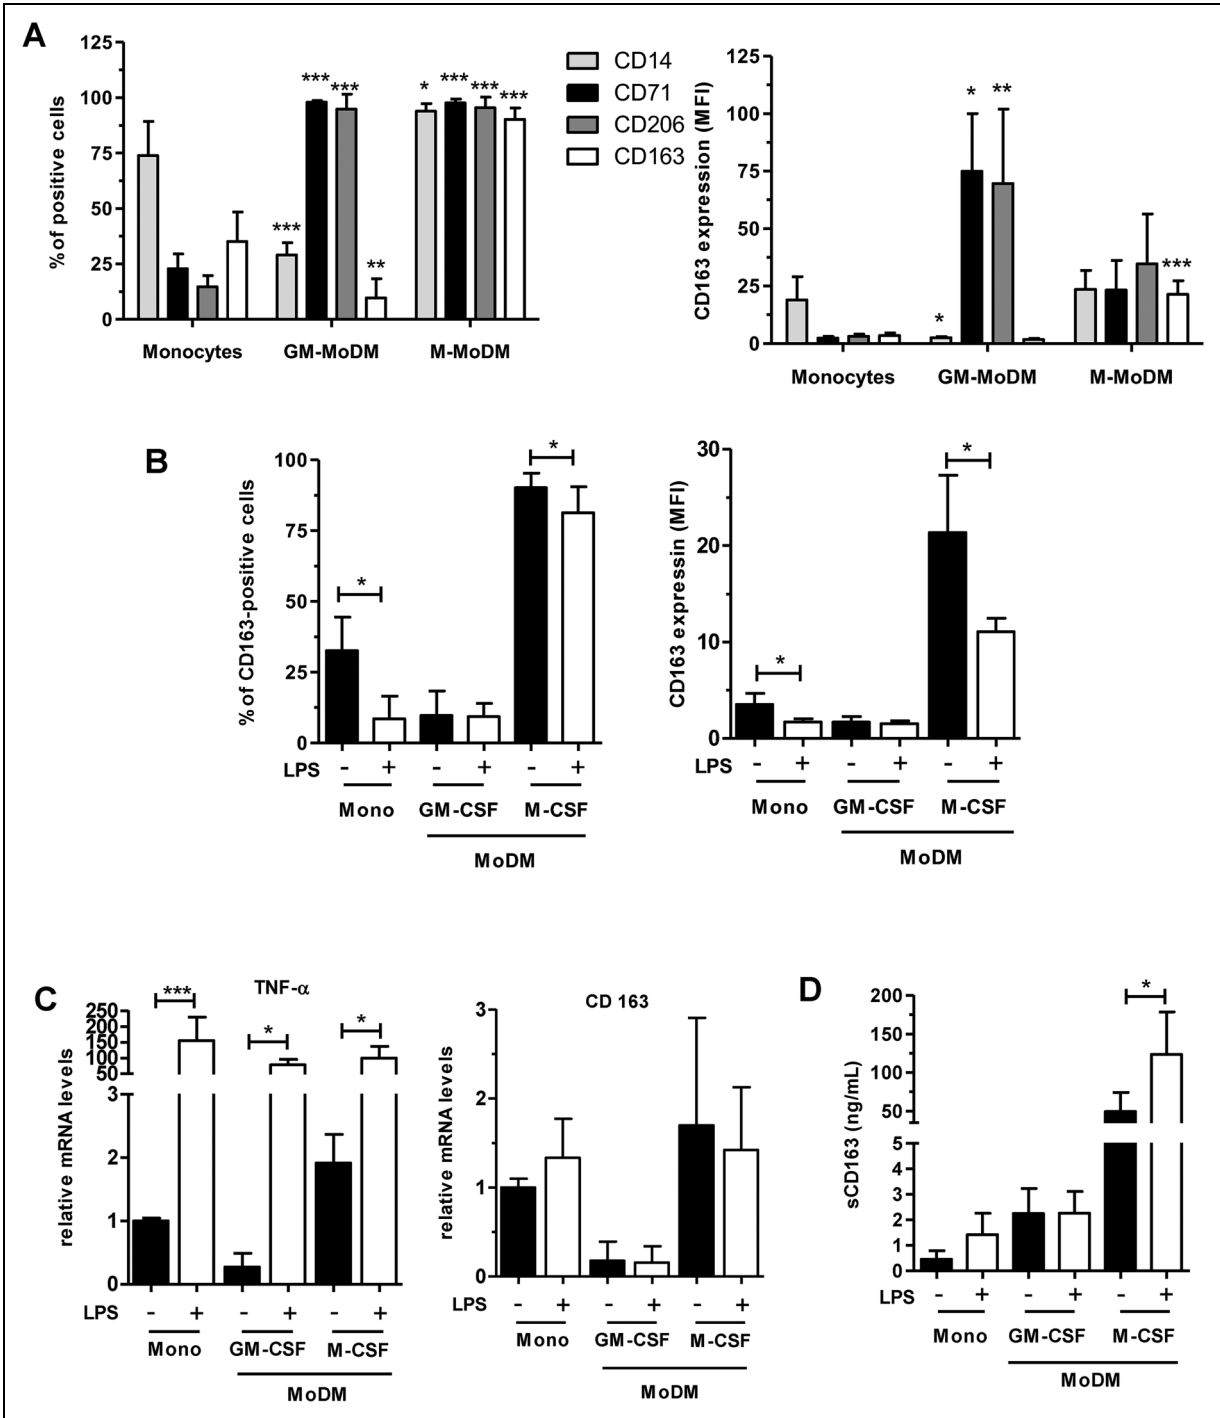 A
125
100
75
50
25
0
% of positive cells
***
***
***
**
*
***
***
***
Monocytes
GM-MoDM
M-MoDM
CD14
CD71
CD206
CD163
125
100
75
50
25
0
CD163 expression (MFI)
*
*
**
***
Monocytes
GM-MoDM
M-MoDM
B
100
75
50
25
0
% of CD163-positive cells
*
*
LPS - + - + - +
Mono GM-CSF M-CSF
MoDM
30
20
10
0
CD163 expressin (MFI)
*
*
LPS - + - + - +
Mono GM-CSF M-CSF
MoDM
C
TNF-α
250
200
150
100
50
3
2
1
0
relative mRNA levels
***
*
*
LPS - + - + - +
Mono GM-CSF M-CSF
MoDM
CD 163
3
2
1
0
relative mRNA levels
LPS - + - + - +
Mono GM-CSF M-CSF
MoDM
D
200
150
100
50
5
4
3
2
1
0
sCD163 (ng/mL)
*
LPS - + - + - +
Mono GM-CSF M-CSF
MoDM